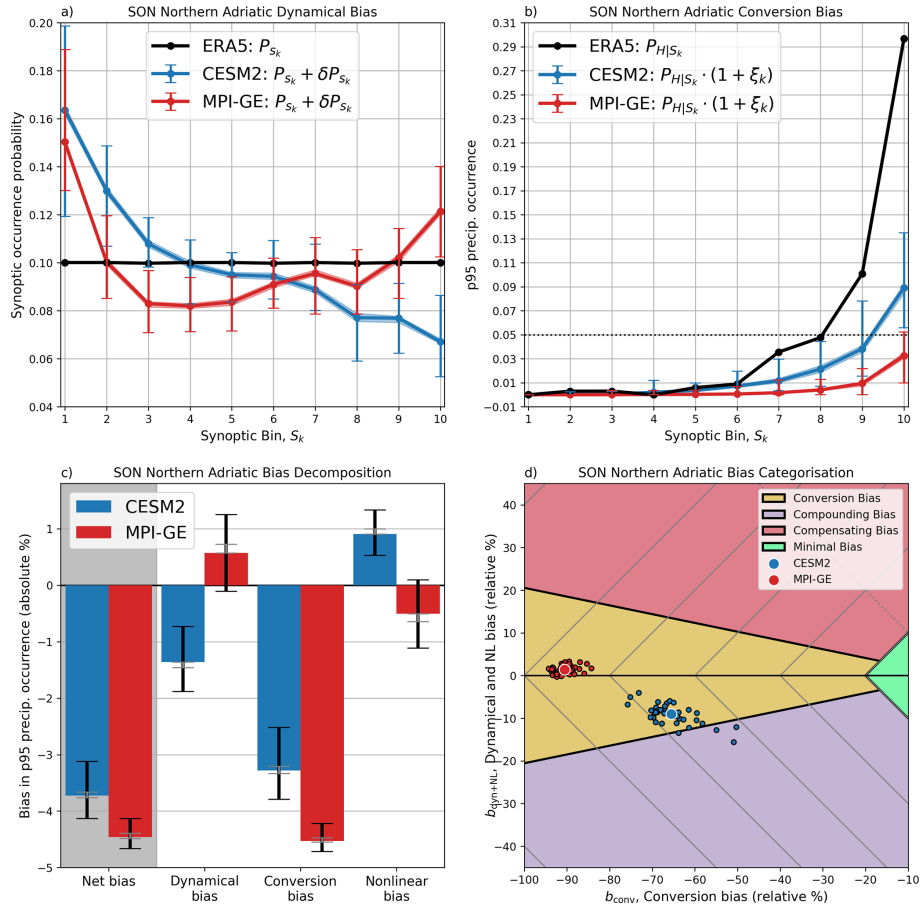 a) SON Northern Adriatic Dynamical Bias
ERA5: P_{S_k}
CESM2: P_{S_k} + δP_{S_k}
MPI-GE: P_{S_k} + δP_{S_k}
Synoptic occurrence probability
0.20
0.18
0.16
0.14
0.12
0.10
0.08
0.06
0.04
1 2 3 4 5 6 7 8 9 10
Synoptic Bin, S_k
b) SON Northern Adriatic Conversion Bias
ERA5: P_{H|S_k}
CESM2: P_{H|S_k} · (1 + ξ_k)
MPI-GE: P_{H|S_k} · (1 + ξ_k)
p95 precip. occurrence
0.31
0.29
0.27
0.25
0.23
0.21
0.19
0.17
0.15
0.13
0.11
0.09
0.07
0.05
0.03
0.01
−0.01
1 2 3 4 5 6 7 8 9 10
Synoptic Bin, S_k
c) SON Northern Adriatic Bias Decomposition
CESM2
MPI-GE
Bias in p95 precip. occurrence (absolute %)
1
0
−1
−2
−3
−4
−5
Net bias Dynamical bias Conversion bias Nonlinear bias
d) SON Northern Adriatic Bias Categorisation
Conversion Bias
Compounding Bias
Compensating Bias
Minimal Bias
CESM2
MPI-GE
b_{dyn+NL}, Dynamical and NL bias (relative %)
40
30
20
10
0
−10
−20
−30
−40
−100 −90 −80 −70 −60 −50 −40 −30 −20 −10
b_{conv}, Conversion bias (relative %)